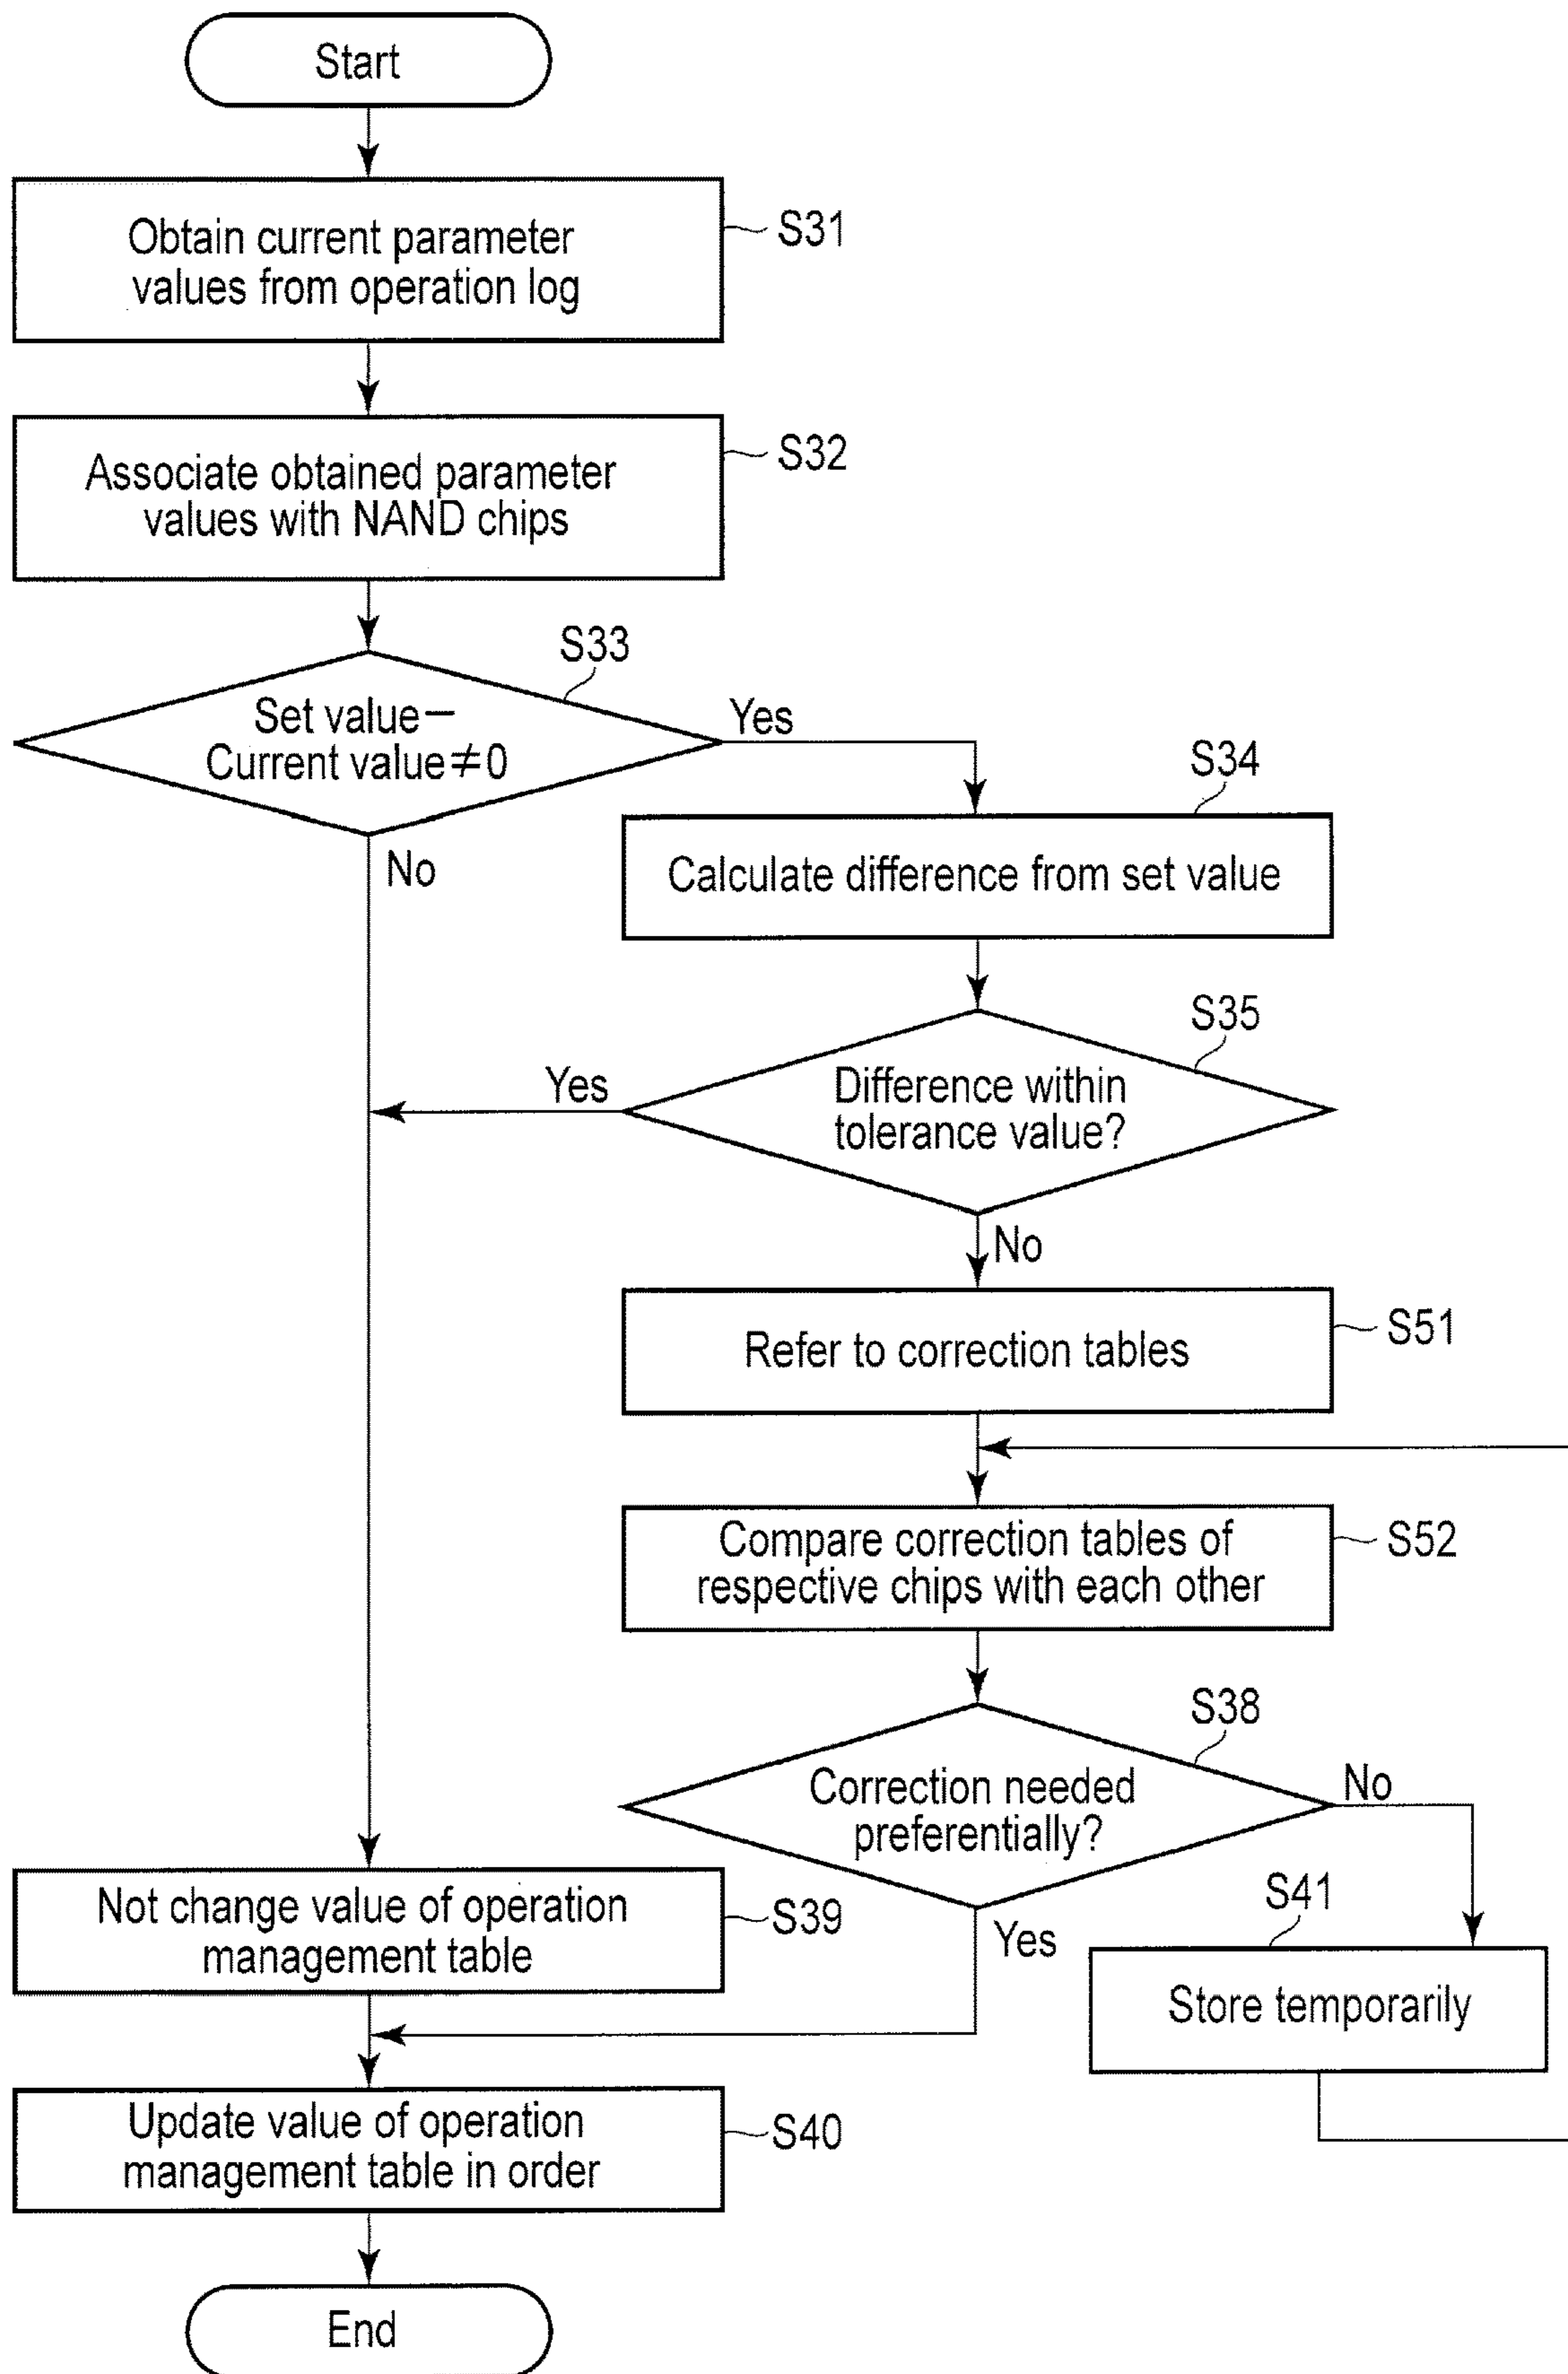 Start
Obtain current parameter
values from operation log
S31
Associate obtained parameter
values with NAND chips
S32
S33
Set value−
Current value≠0
Yes
No
S34
Calculate difference from set value
S35
Difference within
tolerance value?
Yes
No
Refer to correction tables
S51
Compare correction tables of
respective chips with each other
S52
S38
Correction needed
preferentially?
No
Yes
S41
Store temporarily
Not change value of operation
management table
S39
Update value of operation
management table in order
S40
End